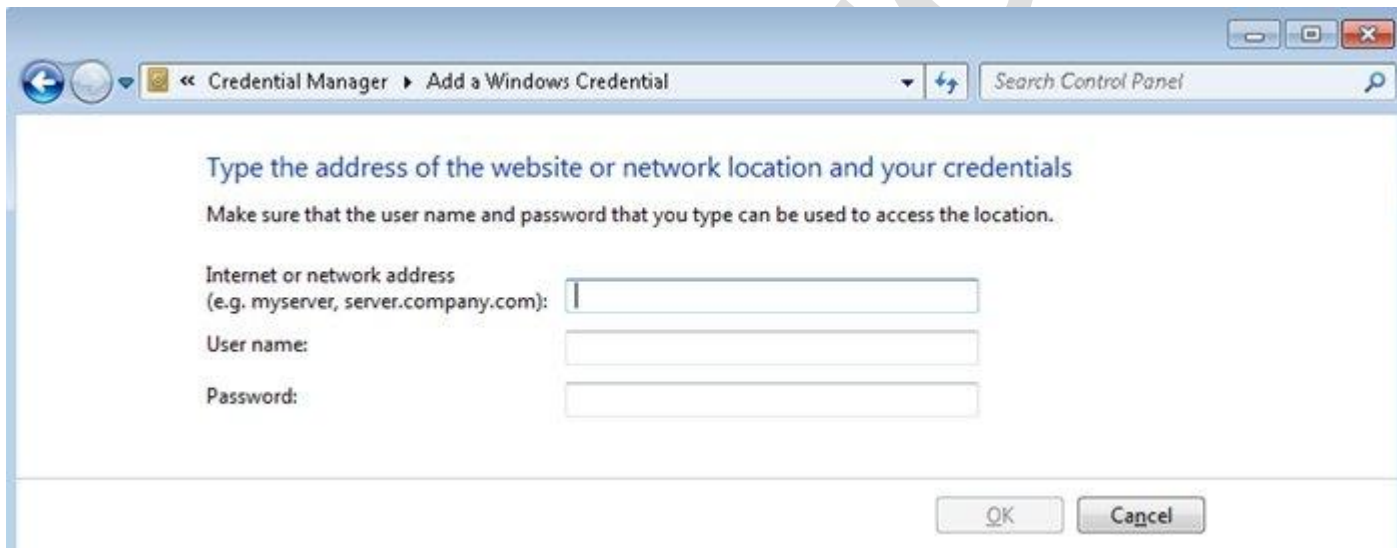 « Credential Manager ▸ Add a Windows Credential
Search Control Panel
Type the address of the website or network location and your credentials
Make sure that the user name and password that you type can be used to access the location.
Internet or network address
(e.g. myserver, server.company.com):
User name:
Password:
OK
Cancel